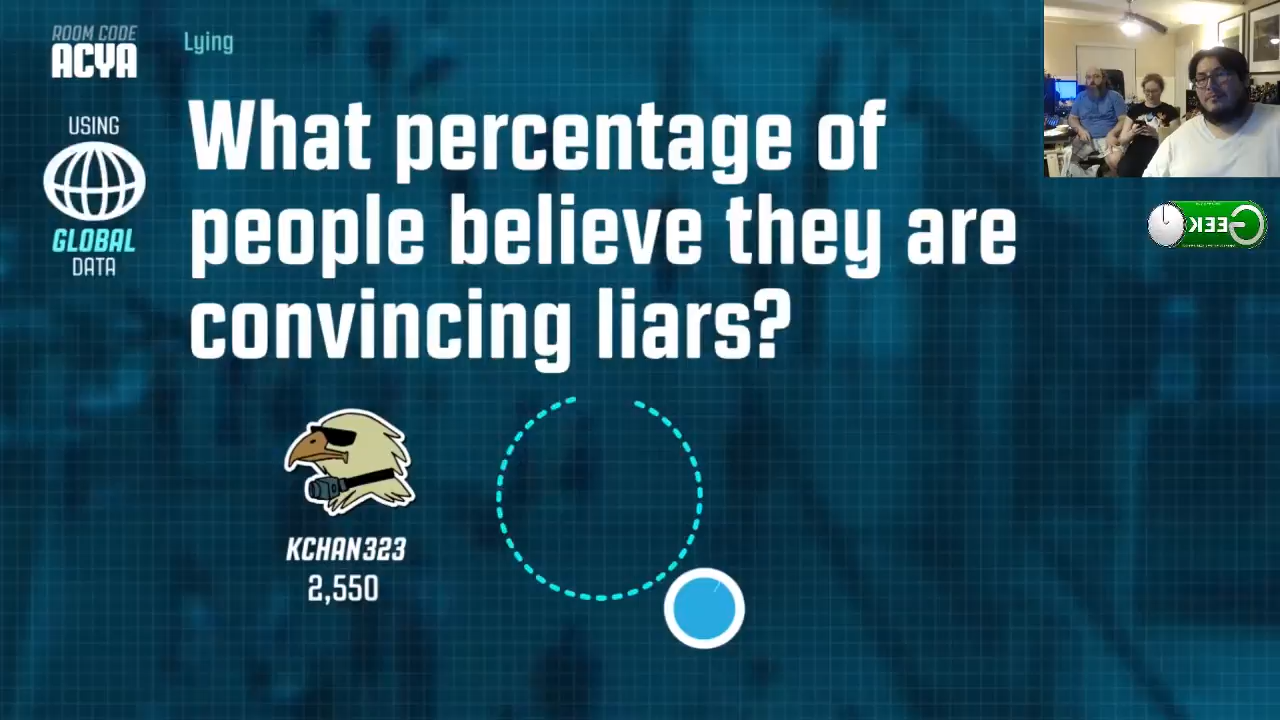 ROOM CODE
ACYA
Lying
USING
GLOBAL
DATA
What percentage of
people believe they are
convincing liars?
GEEK
KCHAN323
2,550